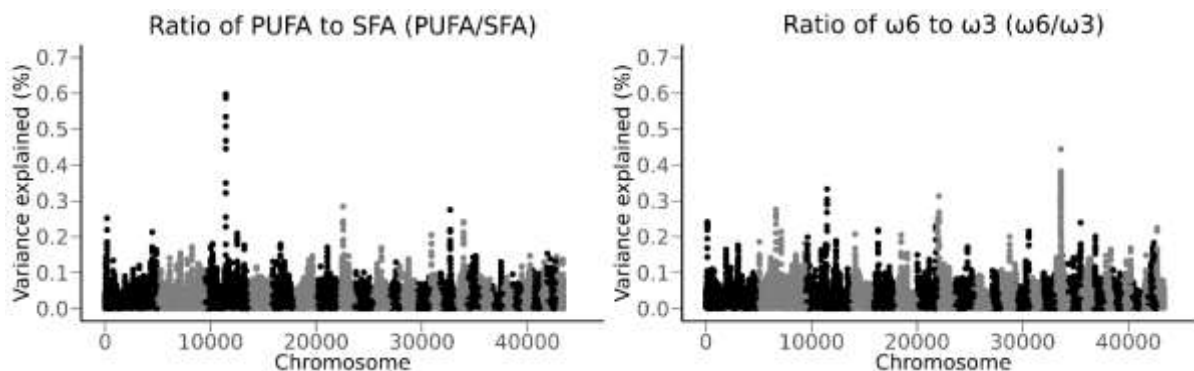 Ratio of PUFA to SFA (PUFA/SFA)
Variance explained (%)
0.7
0.6
0.5
0.4
0.3
0.2
0.1
0.0
0 10000 20000 30000 40000
Chromosome
Ratio of ω6 to ω3 (ω6/ω3)
Variance explained (%)
0.7
0.6
0.5
0.4
0.3
0.2
0.1
0.0
0 10000 20000 30000 40000
Chromosome